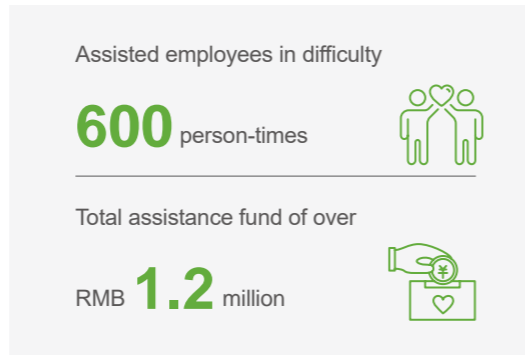 Assisted employees in difficulty
600 person-times
Total assistance fund of over
RMB 1.2 million
¥